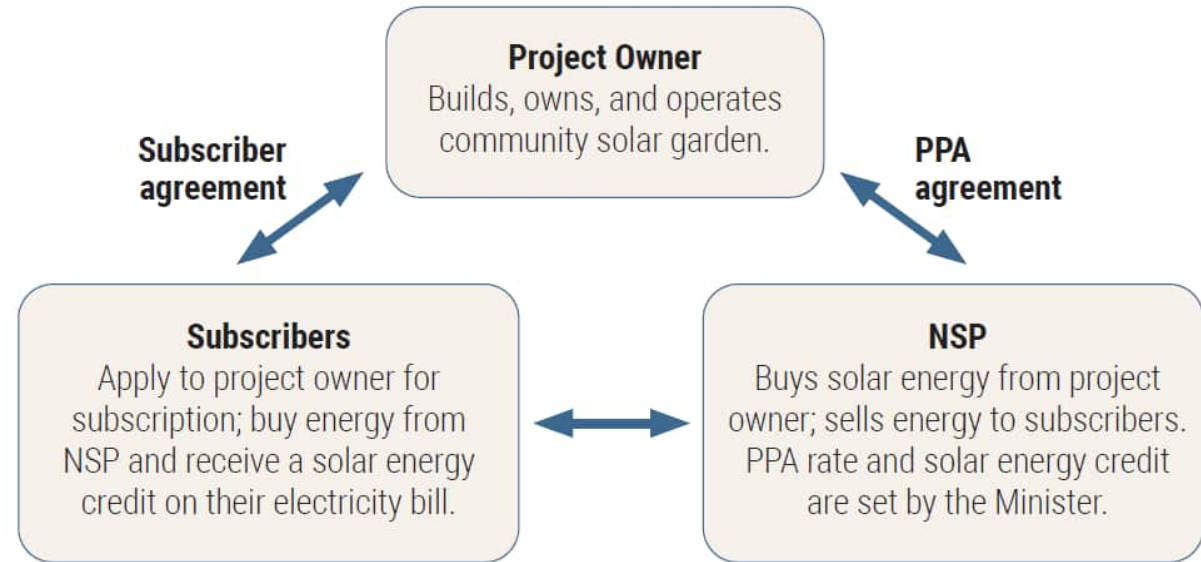 Project Owner
Builds, owns, and operates
community solar garden.
Subscriber
agreement
PPA
agreement
Subscribers
Apply to project owner for
subscription; buy energy from
NSP and receive a solar energy
credit on their electricity bill.
NSP
Buys solar energy from project
owner; sells energy to subscribers.
PPA rate and solar energy credit
are set by the Minister.